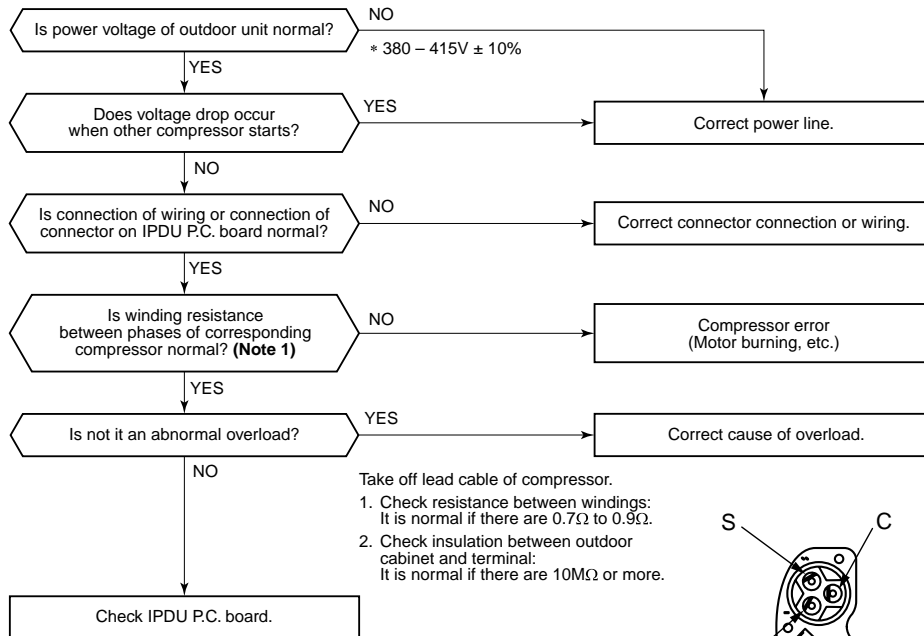 Is power voltage of outdoor unit normal?
NO
* 380 – 415V ± 10%
YES
Does voltage drop occur
when other compressor starts?
YES
Correct power line.
NO
Is connection of wiring or connection of
connector on IPDU P.C. board normal?
NO
Correct connector connection or wiring.
YES
Is winding resistance
between phases of corresponding
compressor normal? (Note 1)
NO
Compressor error
(Motor burning, etc.)
YES
Is not it an abnormal overload?
YES
Correct cause of overload.
NO
Take off lead cable of compressor.
1. Check resistance between windings:
It is normal if there are 0.7Ω to 0.9Ω.
2. Check insulation between outdoor
cabinet and terminal:
It is normal if there are 10MΩ or more.
S
C
Check IPDU P.C. board.